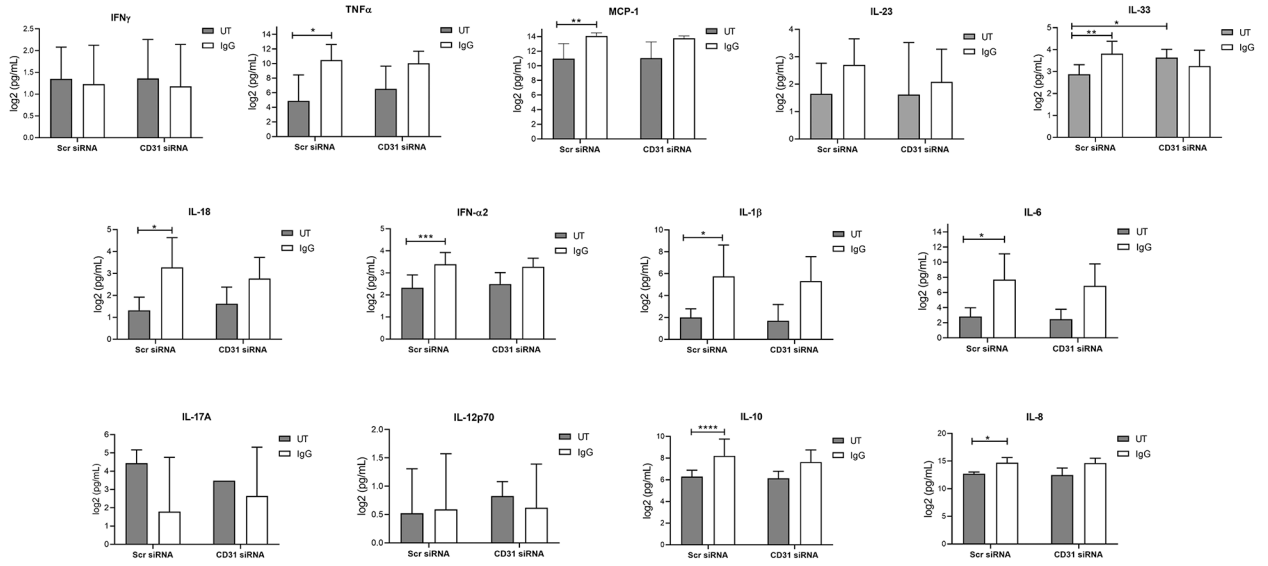 IFNγ
2.5
2.0
1.5
1.0
0.5
0.0
log2 (pg/mL)
Scr siRNA
CD31 siRNA
UT
IgG
TNFα
14
12
10
8
6
4
2
0
log2 (pg/mL)
*
Scr siRNA
CD31 siRNA
UT
IgG
MCP-1
14
12
10
8
6
4
2
0
log2 (pg/mL)
**
Scr siRNA
CD31 siRNA
UT
IgG
IL-23
4
3
2
1
0
log2 (pg/mL)
Scr siRNA
CD31 siRNA
UT
IgG
IL-33
5
4
3
2
1
0
log2 (pg/mL)
*
**
Scr siRNA
CD31 siRNA
UT
IgG
IL-18
5
4
3
2
1
0
log2 (pg/mL)
*
Scr siRNA
CD31 siRNA
UT
IgG
IFN-α2
5
4
3
2
1
0
log2 (pg/mL)
***
Scr siRNA
CD31 siRNA
UT
IgG
IL-1β
10
8
6
4
2
0
log2 (pg/mL)
*
Scr siRNA
CD31 siRNA
UT
IgG
IL-6
14
12
10
8
6
4
2
0
log2 (pg/mL)
*
Scr siRNA
CD31 siRNA
UT
IgG
IL-17A
6
5
4
3
2
1
0
log2 (pg/mL)
Scr siRNA
CD31 siRNA
UT
IgG
IL-12p70
2.0
1.5
1.0
0.5
0.0
log2 (pg/mL)
Scr siRNA
CD31 siRNA
UT
IgG
IL-10
10
8
6
4
2
0
log2 (pg/mL)
****
Scr siRNA
CD31 siRNA
UT
IgG
IL-8
20
15
10
5
0
log2 (pg/mL)
*
Scr siRNA
CD31 siRNA
UT
IgG